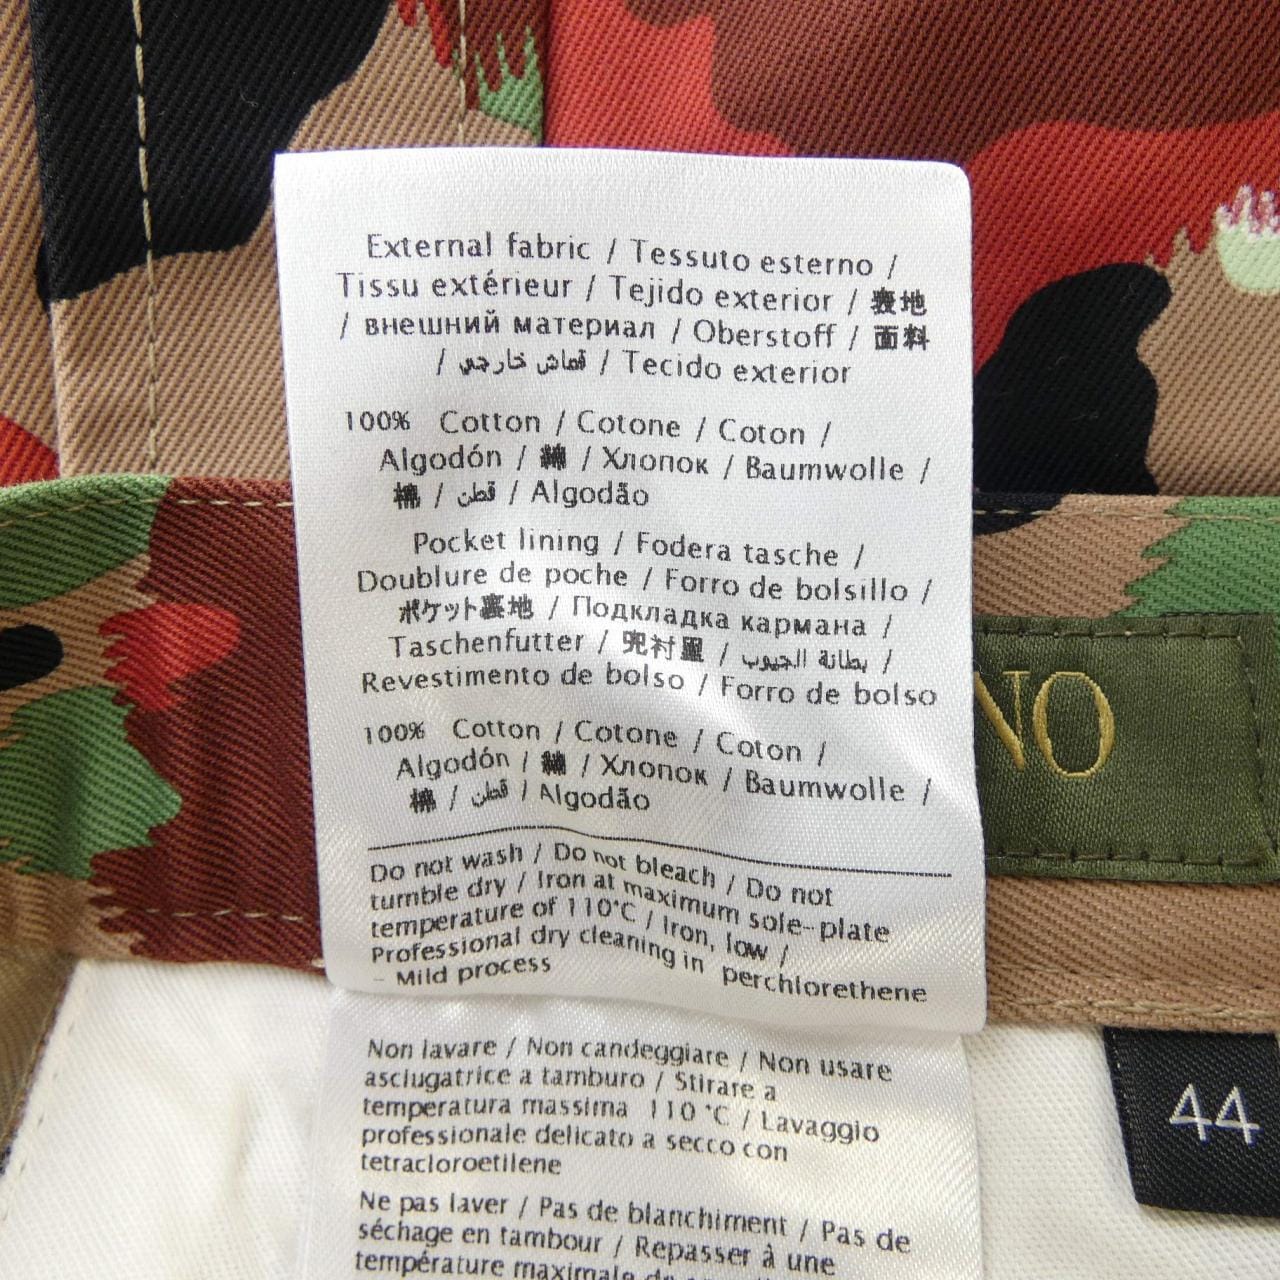 External fabric / Tessuto esterno /
Tissu extérieur / Tejido exterior / 表地
/ внешний материал / Oberstoff / 面料
/ قماش خارجي / Tecido exterior
100% Cotton / Cotone / Coton /
Algodón / 綿 / Хлопок / Baumwolle /
棉 / قطن / Algodão
Pocket lining / Fodera tasche /
Doublure de poche / Forro de bolsillo /
ポケット裏地 / Подкладка кармана /
Taschenfutter / 兜衬里 / بطانة الجيوب /
Revestimento de bolso / Forro de bolso
100% Cotton / Cotone / Coton /
Algodón / 綿 / Хлопок / Baumwolle /
棉 / قطن / Algodão
Do not wash / Do not bleach / Do not
tumble dry / Iron at maximum sole-plate
temperature of 110°C / Iron, low /
Professional dry cleaning in perchlorethene
- Mild process
NO
44
Non lavare / Non candeggiare / Non usare
asciugatrice a tamburo / Stirare a
temperatura massima 110 °C / Lavaggio
professionale delicato a secco con
tetracloroetilene
Ne pas laver / Pas de blanchiment / Pas de
séchage en tambour / Repasser à une
température maximale de